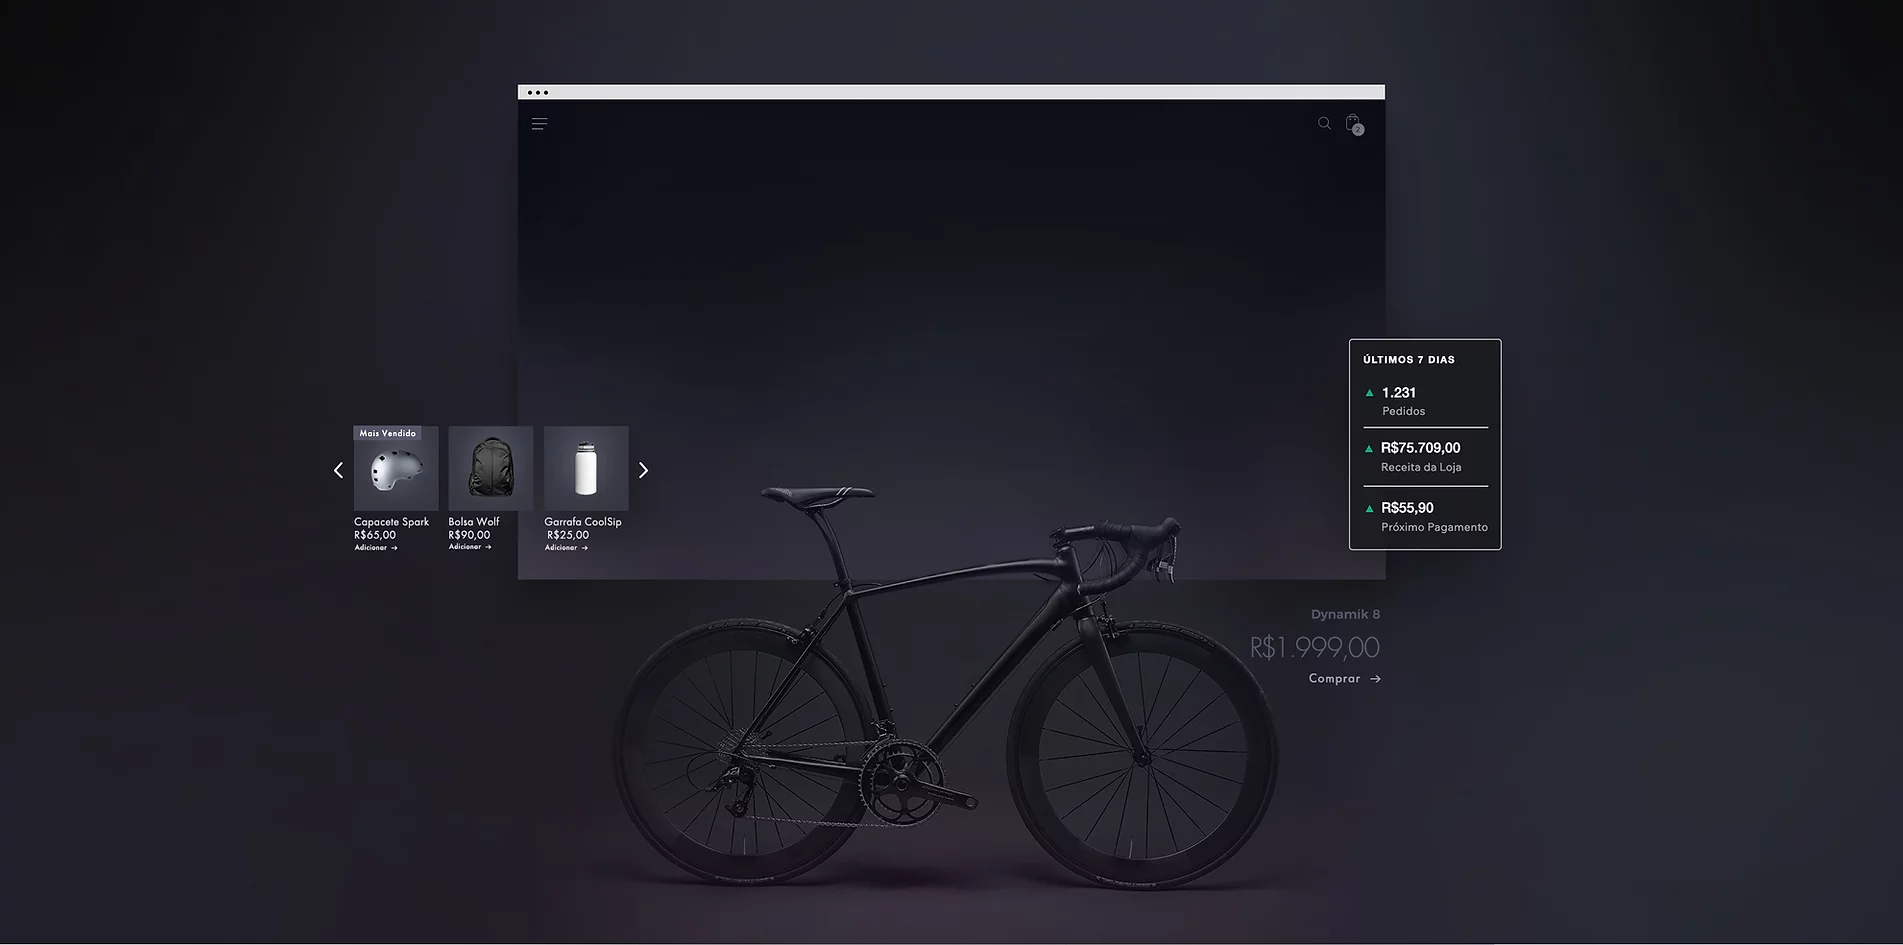 2
ÚLTIMOS 7 DIAS
1.231
Pedidos
R$75.709,00
Receita da Loja
R$55,90
Próximo Pagamento
Mais Vendido
Capacete Spark
R$65,00
Adicionar →
Bolsa Wolf
R$90,00
Adicionar →
Garrafa CoolSip
R$25,00
Adicionar →
Dynamik 8
R$1.999,00
Comprar →